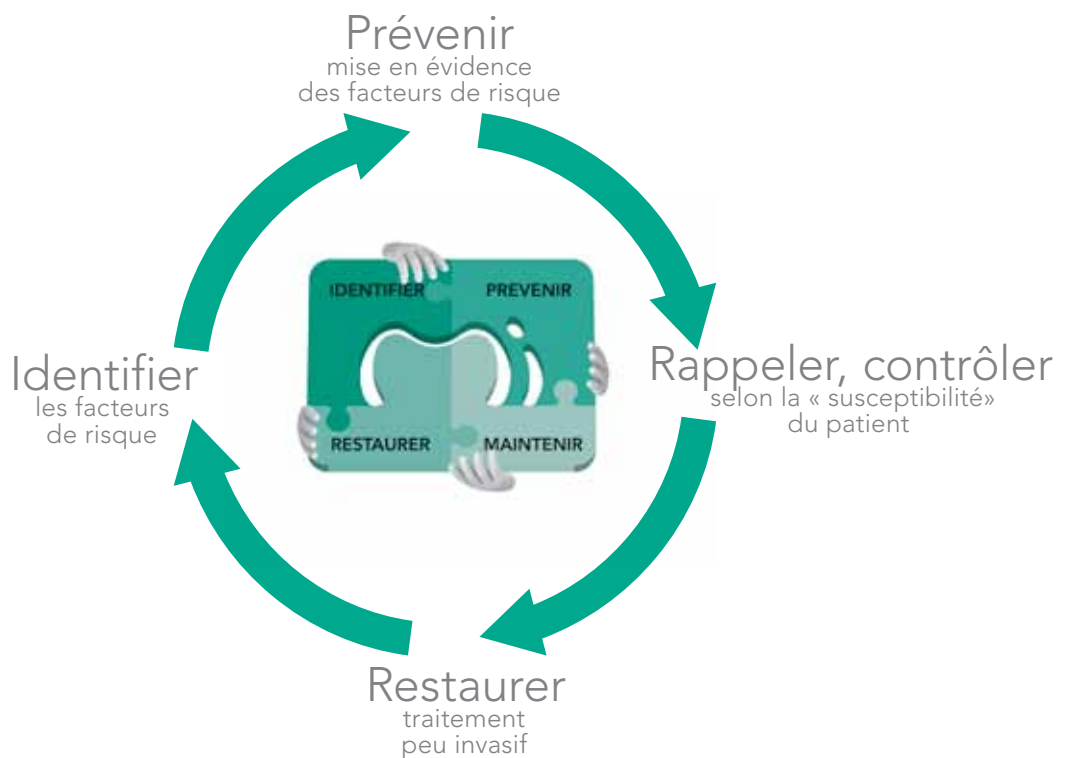 Prévenir
mise en évidence
des facteurs de risque
IDENTIFIER
PREVENIR
Identifier
les facteurs
de risque
Rappeler, contrôler
selon la « susceptibilité»
du patient
RESTAURER
MAINTENIR
Restaurer
traitement
peu invasif